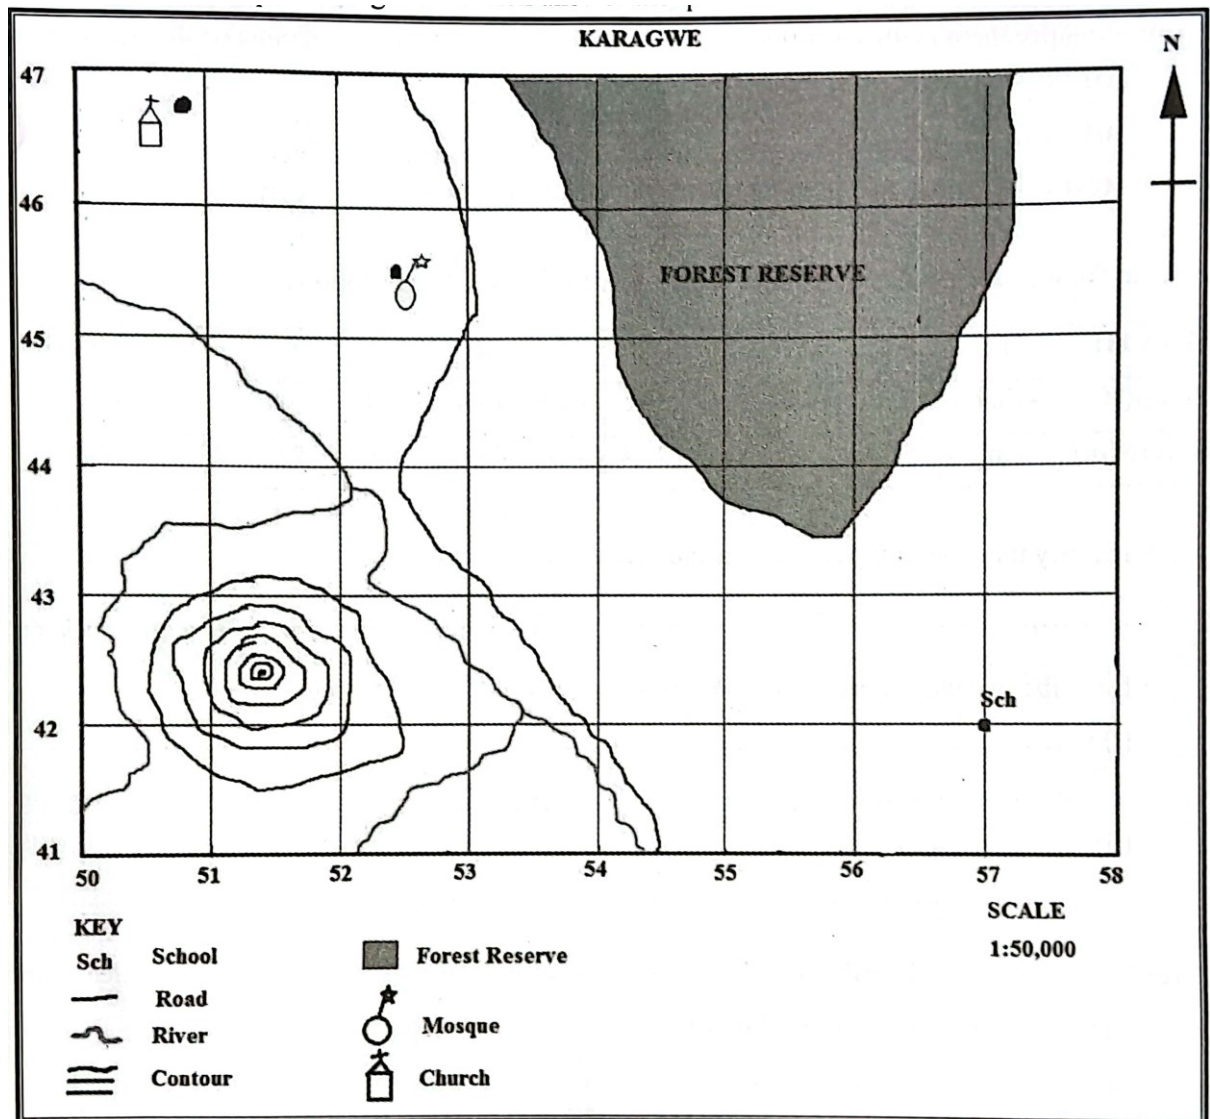 KARAGWE
N
47
46
45
44
43
42
41
FOREST RESERVE
Sch
50 51 52 53 54 55 56 57 58
KEY
Sch School
Road
River
Contour
Forest Reserve
Mosque
Church
SCALE
1:50,000